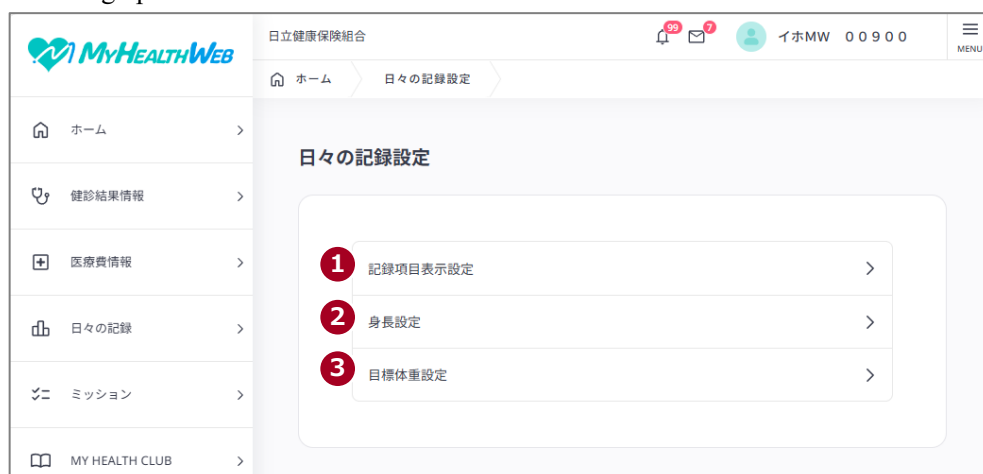 MYHEALTHWEB
日立健康保険組合
99
7
イホMW 00900
MENU
ホーム
日々の記録設定
ホーム
健診結果情報
医療費情報
日々の記録
ミッション
MY HEALTH CLUB
日々の記録設定
1 記録項目表示設定
2 身長設定
3 目標体重設定